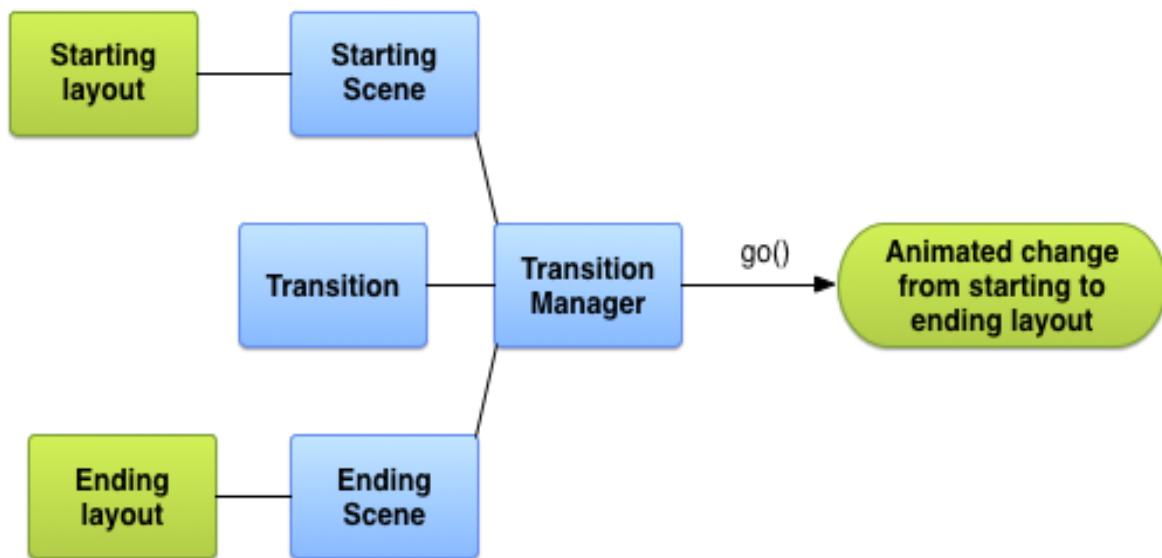 Starting
layout
Starting
Scene
Transition
Transition
Manager
go()
Animated change
from starting to
ending layout
Ending
layout
Ending
Scene